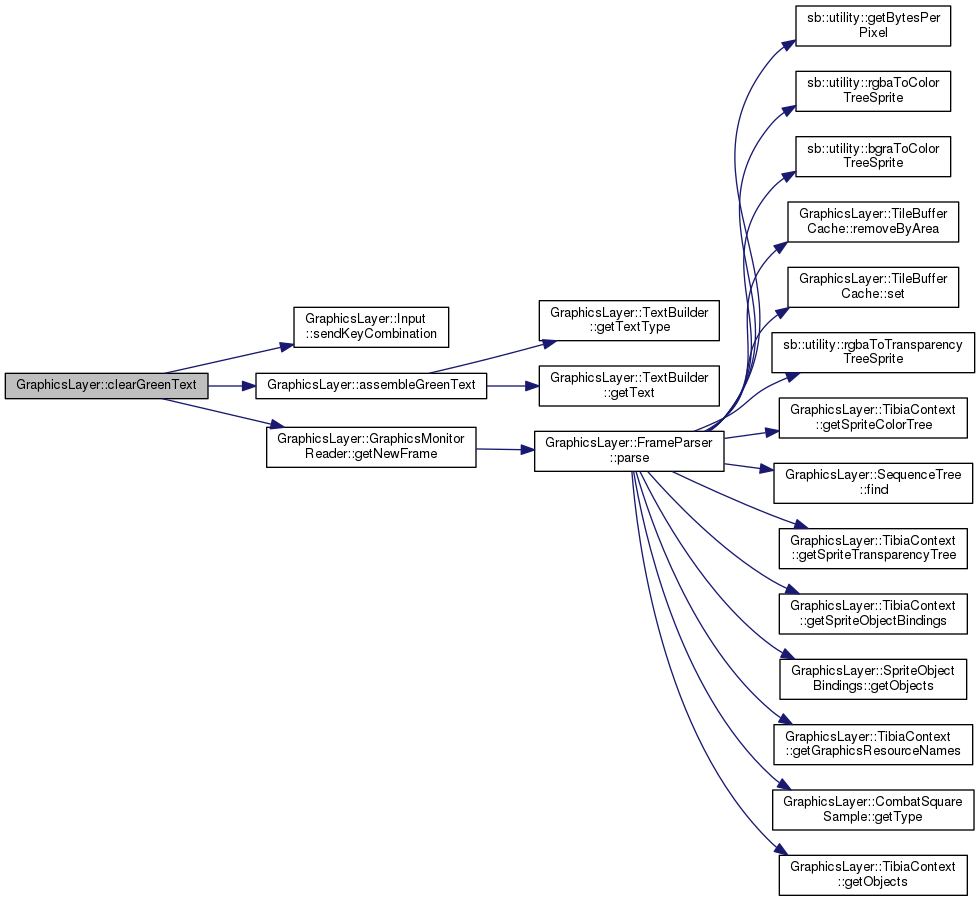 sb::utility::getBytesPer
Pixel
sb::utility::rgbaToColor
TreeSprite
sb::utility::bgraToColor
TreeSprite
GraphicsLayer::TileBuffer
Cache::removeByArea
GraphicsLayer::TileBuffer
Cache::set
GraphicsLayer::Input
::sendKeyCombination
GraphicsLayer::TextBuilder
::getTextType
sb::utility::rgbaToTransparency
TreeSprite
GraphicsLayer::clearGreenText
GraphicsLayer::assembleGreenText
GraphicsLayer::TextBuilder
::getText
GraphicsLayer::TibiaContext
::getSpriteColorTree
GraphicsLayer::GraphicsMonitor
Reader::getNewFrame
GraphicsLayer::FrameParser
::parse
GraphicsLayer::SequenceTree
::find
GraphicsLayer::TibiaContext
::getSpriteTransparencyTree
GraphicsLayer::TibiaContext
::getSpriteObjectBindings
GraphicsLayer::SpriteObject
Bindings::getObjects
GraphicsLayer::TibiaContext
::getGraphicsResourceNames
GraphicsLayer::CombatSquare
Sample::getType
GraphicsLayer::TibiaContext
::getObjects